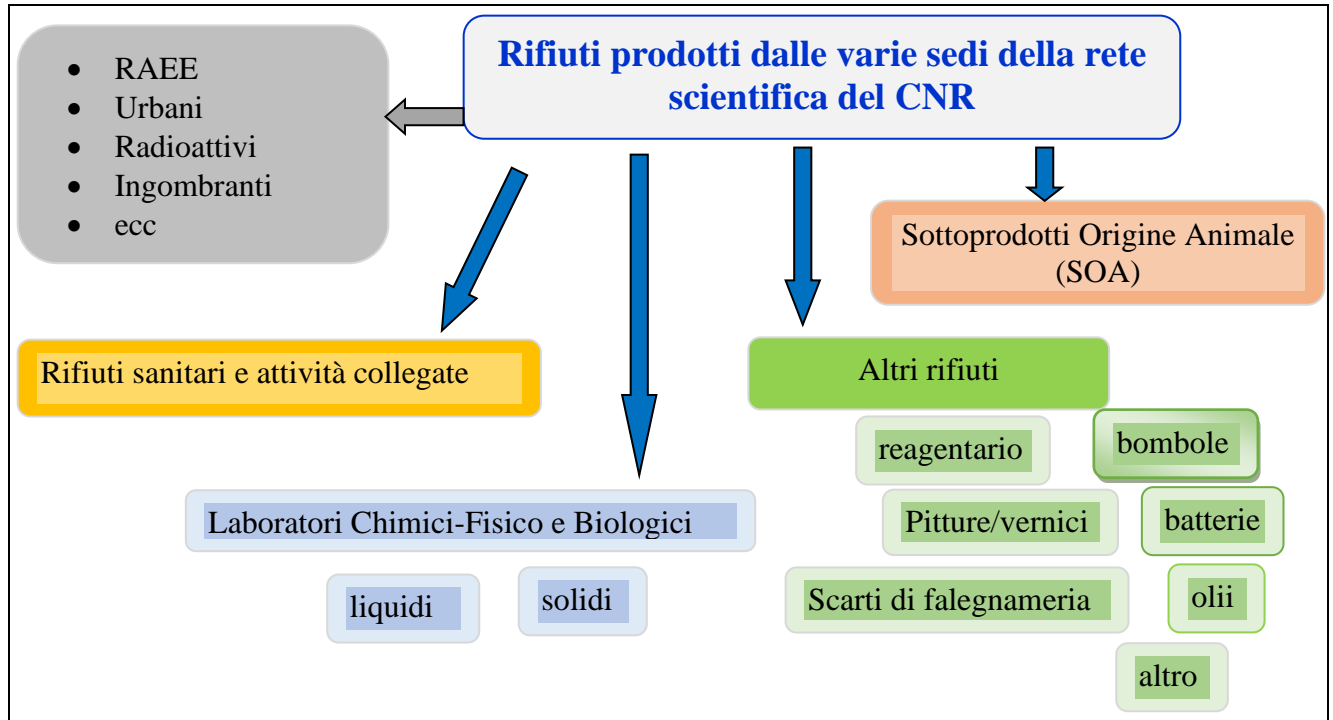 Rifiuti prodotti dalle varie sedi della rete
scientifica del CNR
• RAEE
• Urbani
• Radioattivi
• Ingombranti
• ecc
Sottoprodotti Origine Animale
(SOA)
Rifiuti sanitari e attività collegate
Altri rifiuti
reagentario
bombole
Laboratori Chimici-Fisico e Biologici
Pitture/vernici
batterie
liquidi
solidi
Scarti di falegnameria
olii
altro